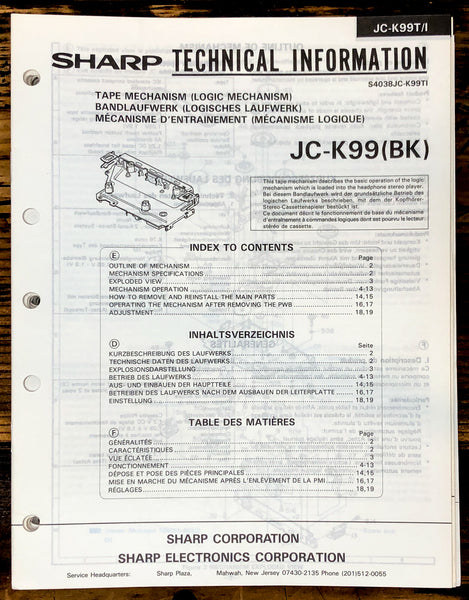 JC-K99T/I
SHARP TECHNICAL INFORMATION
S4038JC-K99TI
TAPE MECHANISM (LOGIC MECHANISM)
BANDLAUFWERK (LOGISCHES LAUFWERK)
MÉCANISME D'ENTRAINEMENT (MÉCANISME LOGIQUE)
JC-K99(BK)
This tape mechanism describes the basic operation of the logic
mechanism which is loaded into the headphone stereo player.
Bei diesem Bandlaufwerk wird der grundsätzliche Betrieb des
logischen Laufwerks beschrieben, mit dem der Kopfhörer-
Stereo-Cassettenspieler bestückt ist.
Ce document décrit le fonctionnement de base du mécanisme
d'entraînement à commandes logiques dont est pourvu le lecteur
stéréo de cassette.
INDEX TO CONTENTS
E Page
OUTLINE OF MECHANISM 2
MECHANISM SPECIFICATIONS 2
EXPLODED VIEW 3
MECHANISM OPERATION 4-13
HOW TO REMOVE AND REINSTALL THE MAIN PARTS 14,15
OPERATING THE MECHANISM AFTER REMOVING THE PWB 16,17
ADJUSTMENT 18,19
INHALTSVERZEICHNIS
D Seite
KURZBESCHREIBUNG DES LAUFWERKS 2
TECHNISCHE DATEN DES LAUFWERKS 2
EXPLOSIONSDARSTELLUNG 3
BETRIEB DES LAUFWERKS 4-13
AUS- UND EINBAUEN DER HAUPTTEILE 14,15
BETREIBEN DES LAUFWERKS NACH DEM AUSBAUEN DER LEITERPLATTE 16,17
EINSTELLUNG 18,19
TABLE DES MATIÈRES
F Page
GÉNÉRALITÉS 2
CARACTÉRISTIQUES 2
VUE ÉCLATÉE 3
FONCTIONNEMENT 4-13
DÉPOSE ET POSE DES PIÈCES PRINCIPALES 14,15
MISE EN MARCHE DU MÉCANISME APRÈS L'ENLÈVEMENT DE LA PMI 16,17
RÉGLAGES 18,19
SHARP CORPORATION
SHARP ELECTRONICS CORPORATION
Service Headquarters: Sharp Plaza, Mahwah, New Jersey 07430-2135 Phone (201)512-0055